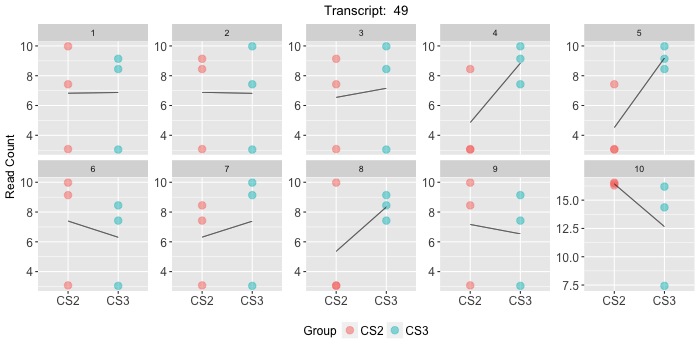 Transcript: 49
1 2 3 4 5
10 10 10 10 10
8 8 8 8 8
6 6 6 6 6
4 4 4 4 4
Read Count
6 7 8 9 10
10 10 10 10 15.0
8 8 8 8 12.5
6 6 6 6 10.0
4 4 4 4 7.5
CS2 CS3 CS2 CS3 CS2 CS3 CS2 CS3 CS2 CS3
Group CS2 CS3